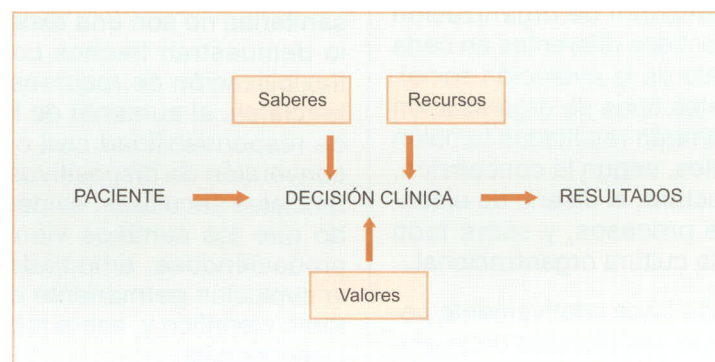 Saberes Recursos
PACIENTE DECISIÓN CLÍNICA RESULTADOS
Valores